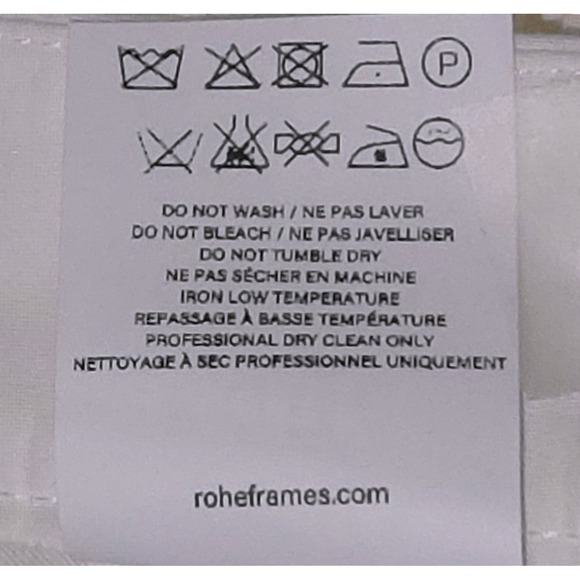 P
DO NOT WASH / NE PAS LAVER
DO NOT BLEACH / NE PAS JAVELLISER
DO NOT TUMBLE DRY
NE PAS SÉCHER EN MACHINE
IRON LOW TEMPERATURE
REPASSAGE À BASSE TEMPÉRATURE
PROFESSIONAL DRY CLEAN ONLY
NETTOYAGE À SEC PROFESSIONNEL UNIQUEMENT
roheframes.com